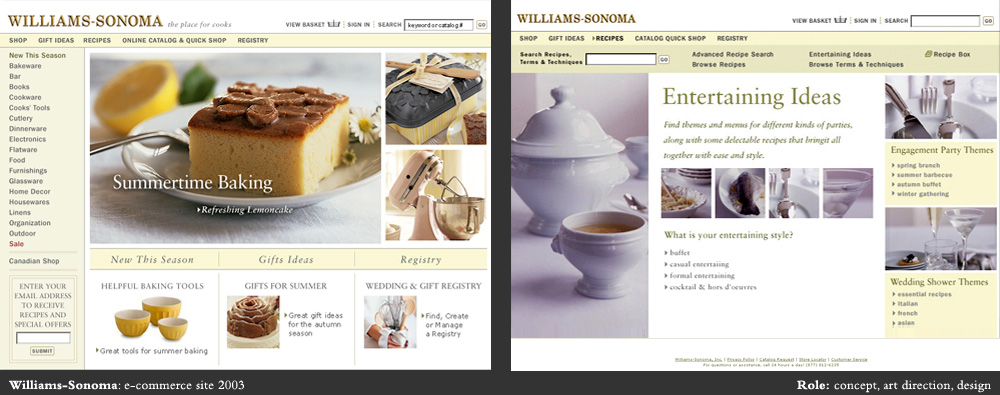 WILLIAMS-SONOMA the place for cooks
VIEW BASKET | SIGN IN | SEARCH keyword or catalog # GO
SHOP GIFT IDEAS RECIPES ONLINE CATALOG & QUICK SHOP REGISTRY
New This Season
Bakeware
Bar
Books
Cookware
Cooks' Tools
Cutlery
Dinnerware
Electronics
Flatware
Food
Furnishings
Glassware
Home Decor
Housewares
Linens
Organization
Outdoor
Sale
Canadian Shop
ENTER YOUR
EMAIL ADDRESS
TO RECEIVE
RECIPES AND
SPECIAL OFFERS
SUBMIT
Summertime Baking
Refreshing Lemoncake
New This Season Gifts Ideas Registry
HELPFUL BAKING TOOLS
Great tools for summer baking
GIFTS FOR SUMMER
Great gift ideas
for the autumn
season
WEDDING & GIFT REGISTRY
Find, Create
or Manage
a Registry
WILLIAMS-SONOMA
VIEW BASKET | SIGN IN | SEARCH GO
SHOP GIFT IDEAS RECIPES CATALOG & QUICK SHOP REGISTRY
Search Recipes,
Terms & Techniques GO
Advanced Recipe Search
Browse Recipes
Entertaining Ideas
Browse Terms & Techniques
Recipe Box
Entertaining Ideas
Find themes and menus for different kinds of parties,
along with some delectable recipes that bringit all
together with ease and style.
What is your entertaining style?
buffet
casual entertaiing
formal entertaining
cocktail & hors d'oeuvres
Engagement Party Themes
spring brunch
summer barbecue
autumn buffet
winter gathering
Wedding Shower Themes
essential recipes
italian
french
asian
Williams-Sonoma, Inc. | Privacy Policy | Catalog Request | Store Locator | Customer Service
For questions or assistance, call 24 hours a day! (877) 812-6235
Williams-Sonoma: e-commerce site 2003
Role: concept, art direction, design